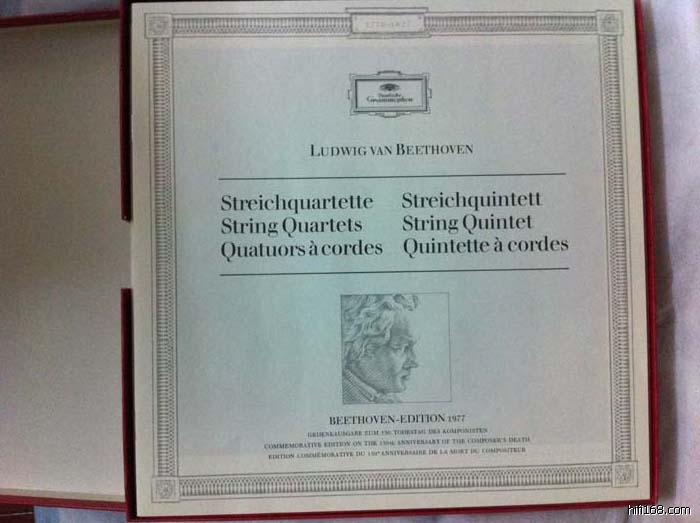 1770-1827
Deutsche
Grammophon
LUDWIG VAN BEETHOVEN
Streichquartette Streichquintett
String Quartets String Quintet
Quatuors à cordes Quintette à cordes
BEETHOVEN-EDITION 1977
GEDENKAUSGABE ZUM 150. TODESTAG DES KOMPONISTEN
COMMEMORATIVE EDITION ON THE 150th ANNIVERSARY OF THE COMPOSER'S DEATH
EDITION COMMÉMORATIVE DU 150e ANNIVERSAIRE DE LA MORT DU COMPOSITEUR
hifi168.com